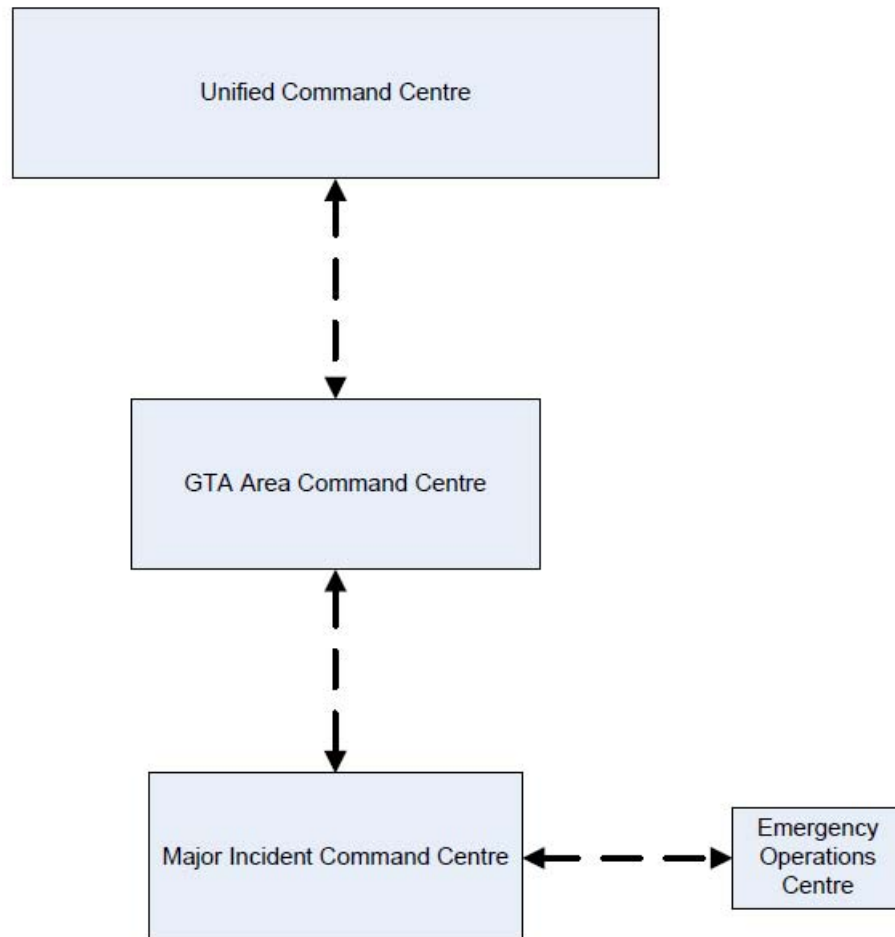 Unified Command Centre
GTA Area Command Centre
Major Incident Command Centre
Emergency
Operations
Centre